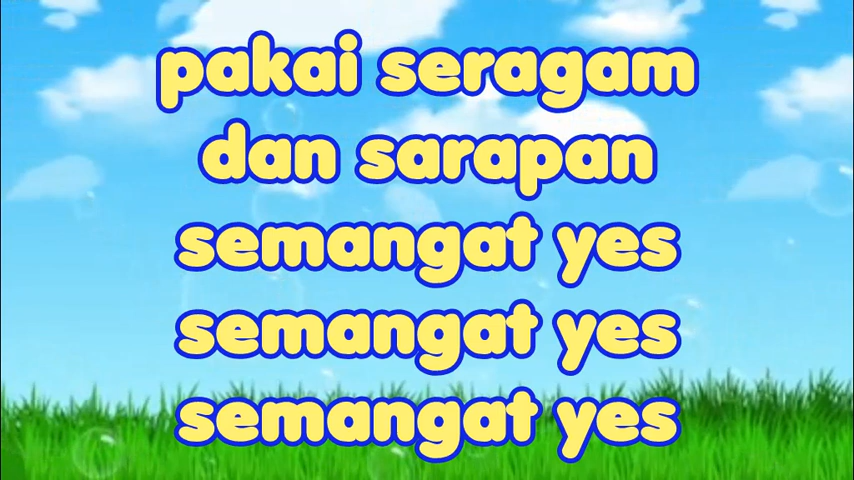 pakai seragam
dan sarapan
semangat yes
semangat yes
semangat yes